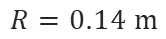 R = 0.14 m